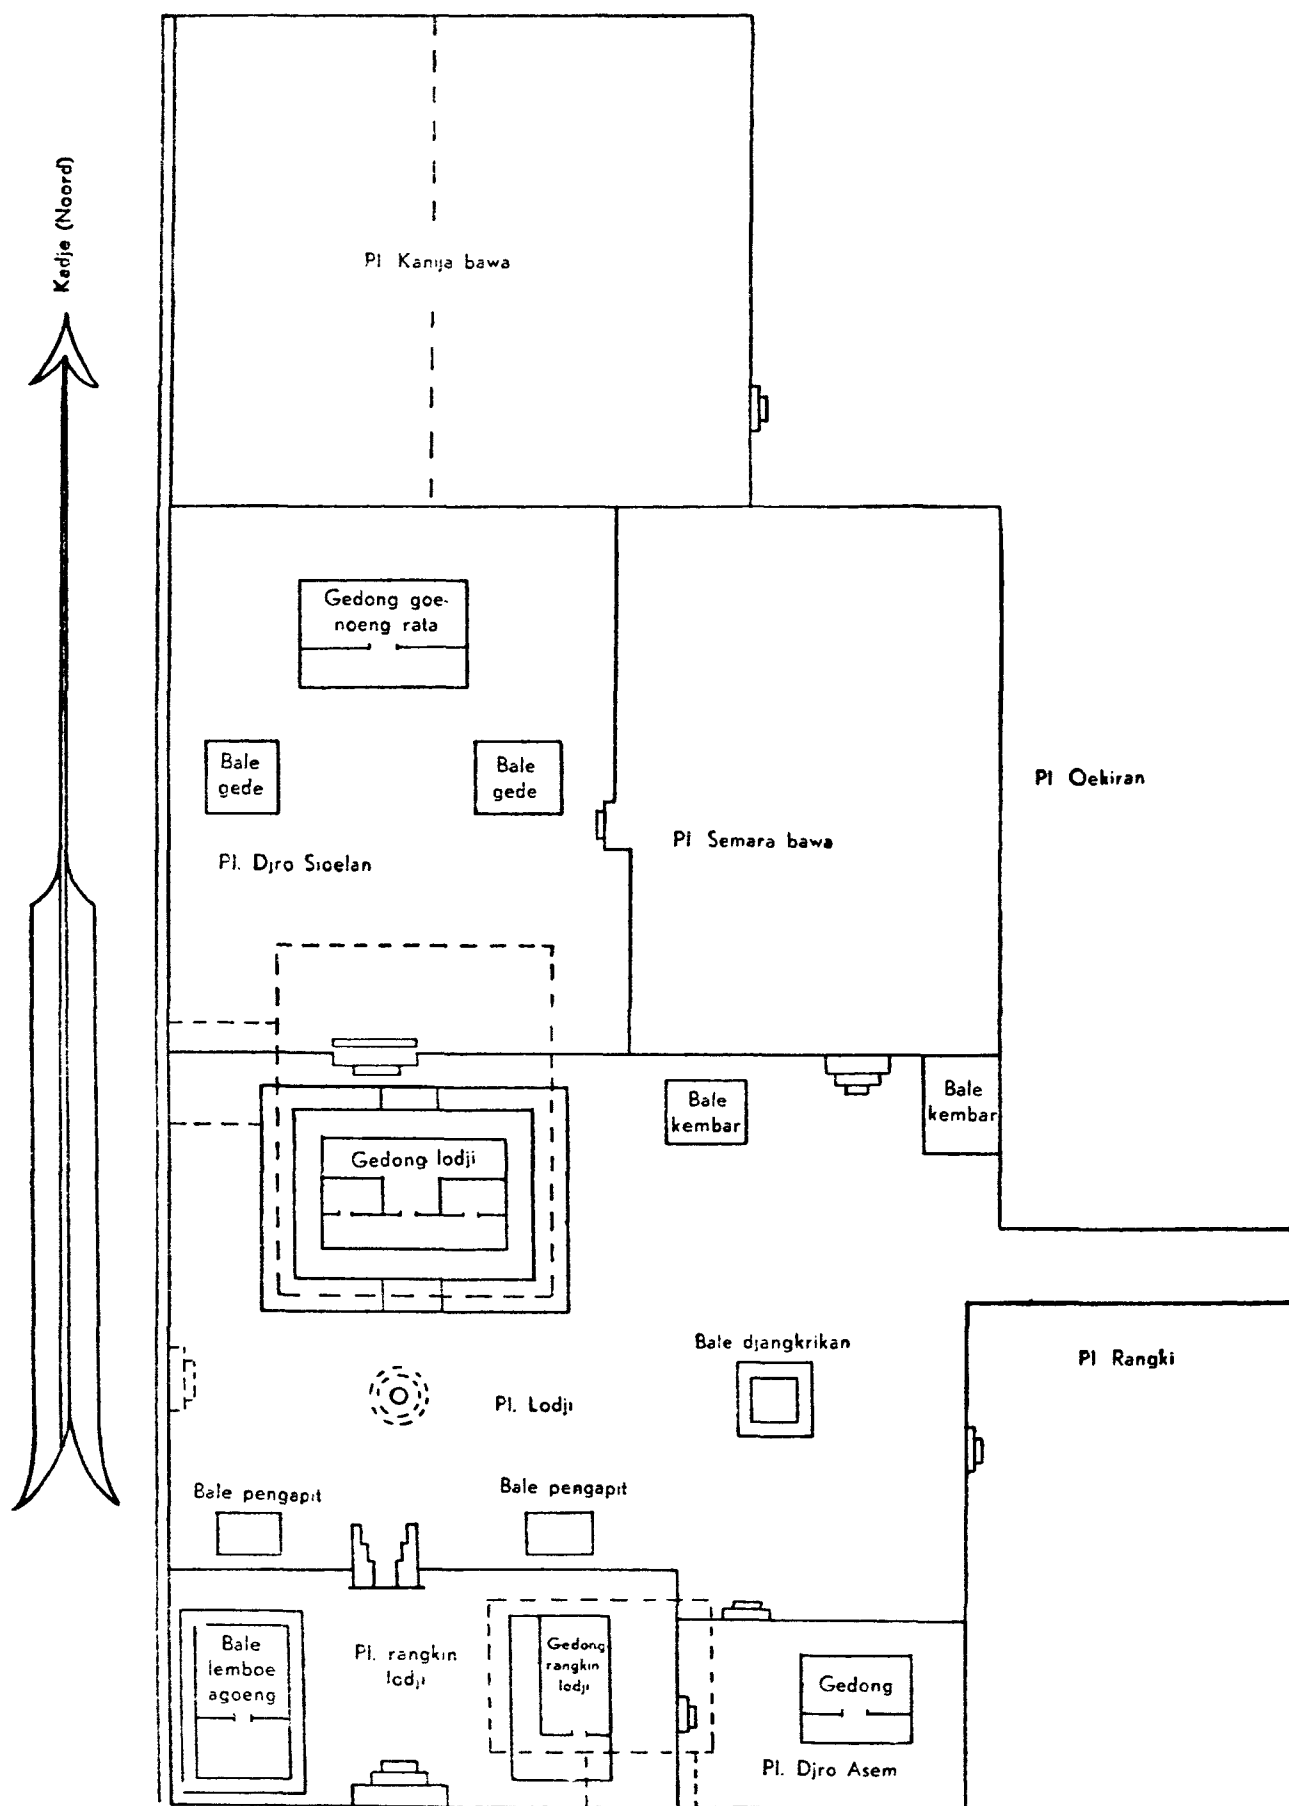 Kadje (Noord)
Pl Kanija bawa
Gedong goe-
noeng rata
Bale
gede
Bale
gede
Pl Oekiran
Pl Semara bawa
Pl. Djro Sioelan
Bale
kembar
Bale
kembar
Gedong lodji
Bale djangkrikan
Pl Rangki
Pl. Lodji
Bale pengapit
Bale pengapit
Bale
lemboe
agoeng
Pl. rangkin
lodji
Gedong
rangkin
lodji
Gedong
Pl. Djro Asem